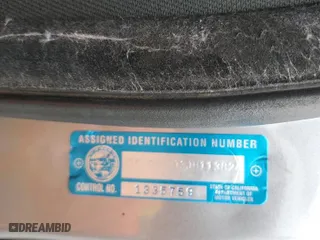 ASSIGNED IDENTIFICATION NUMBER
CONTROL NO. 1335759
STATE OF CALIFORNIA
DEPARTMENT OF
MOTOR VEHICLES
DREAMBID